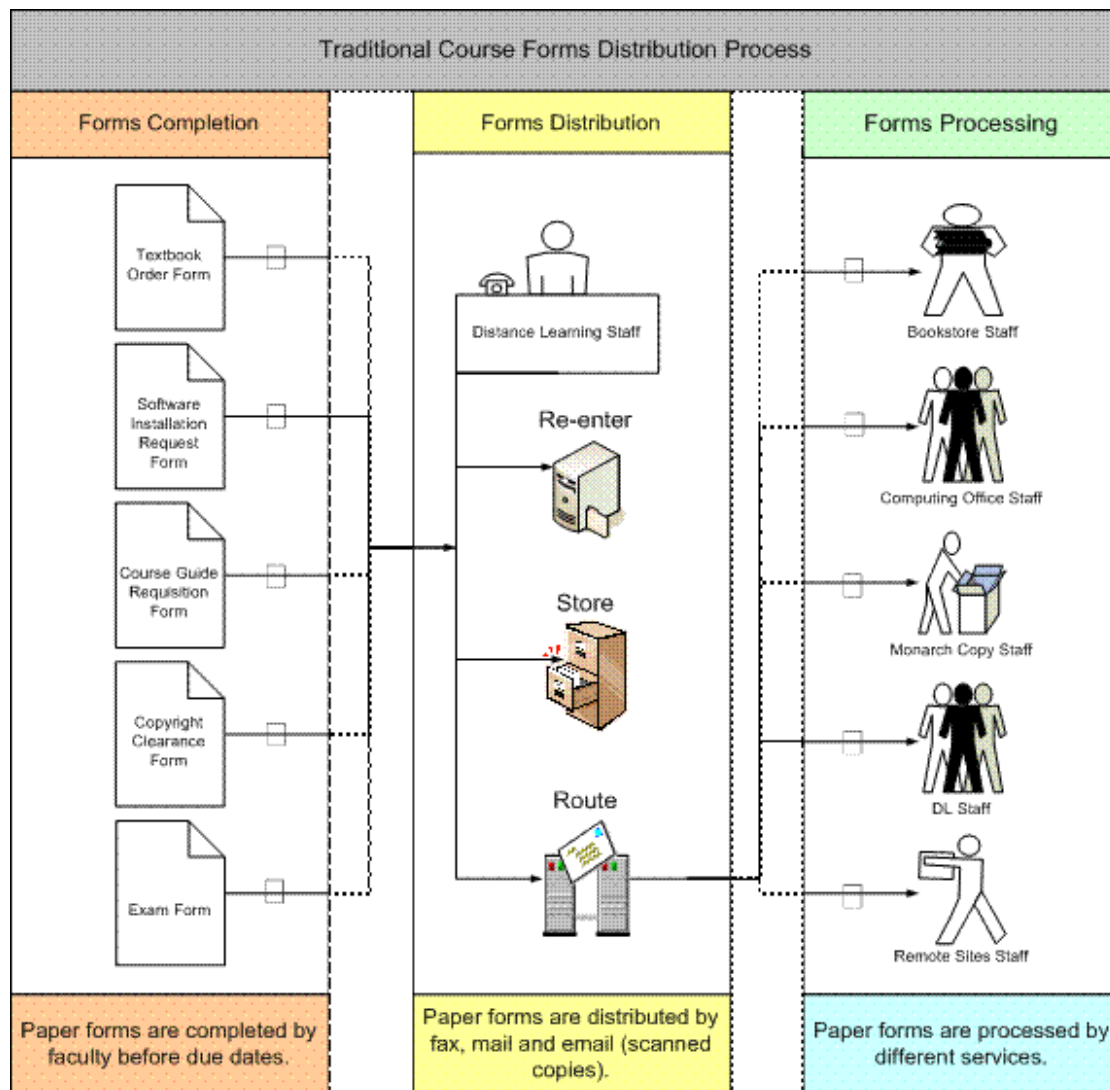 Traditional Course Forms Distribution Process
Forms Completion
Forms Distribution
Forms Processing
Textbook
Order Form
Software
Installation
Request
Form
Course Guide
Requisition
Form
Copyright
Clearance
Form
Exam Form
Distance Learning Staff
Re-enter
Store
Route
Bookstore Staff
Computing Office Staff
Monarch Copy Staff
DL Staff
Remote Sites Staff
Paper forms are completed by
faculty before due dates.
Paper forms are distributed by
fax, mail and email (scanned
copies).
Paper forms are processed by
different services.